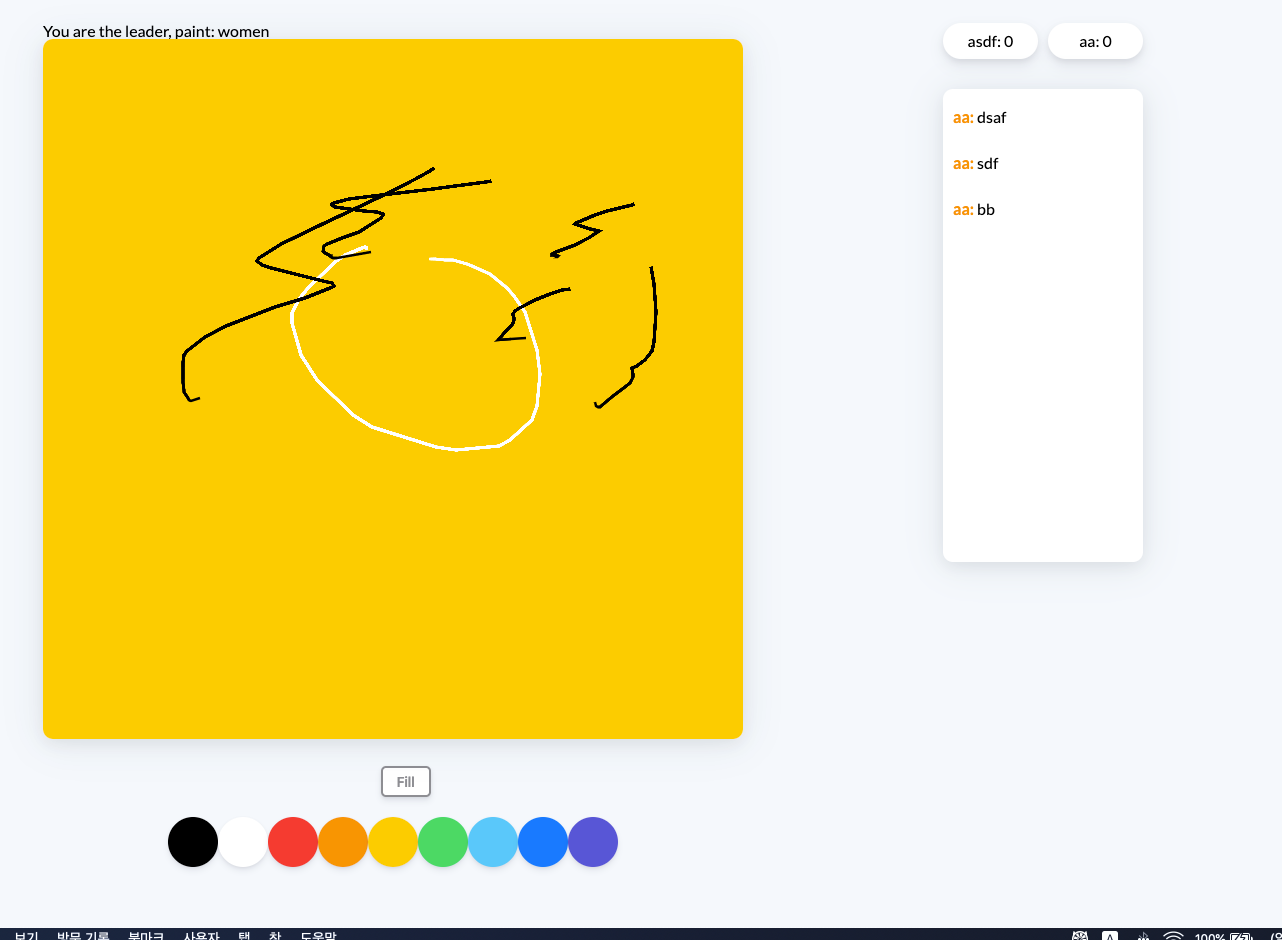 You are the leader, paint: women
asdf: 0
aa: 0
aa: dsaf
aa: sdf
aa: bb
Fill
보기 방문 기록 북마크 사용자 탭 창 도움말
A 100%